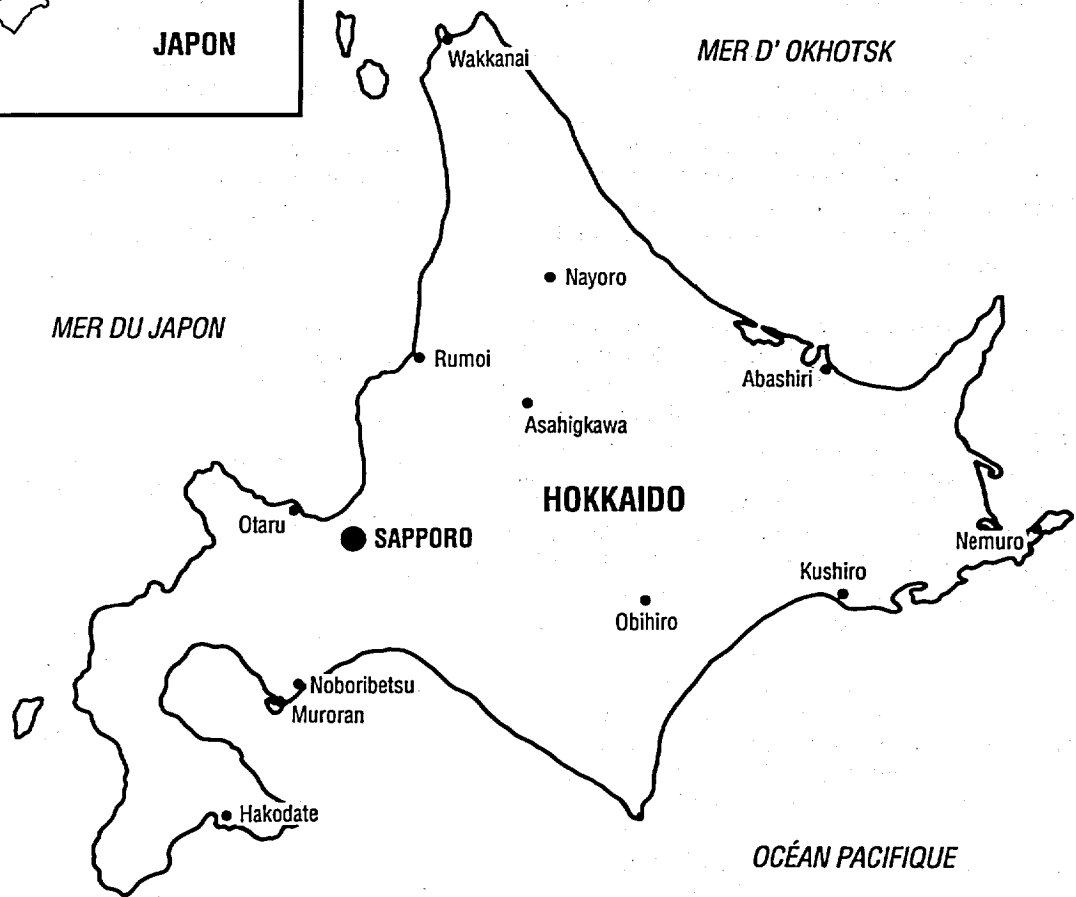 JAPON
Wakkanai
MER D' OKHOTSK
Nayoro
MER DU JAPON
Rumoi
Abashiri
Asahigkawa
HOKKAIDO
Otaru
SAPPORO
Nemuro
Kushiro
Obihiro
Noboribetsu
Muroran
Hakodate
OCÉAN PACIFIQUE